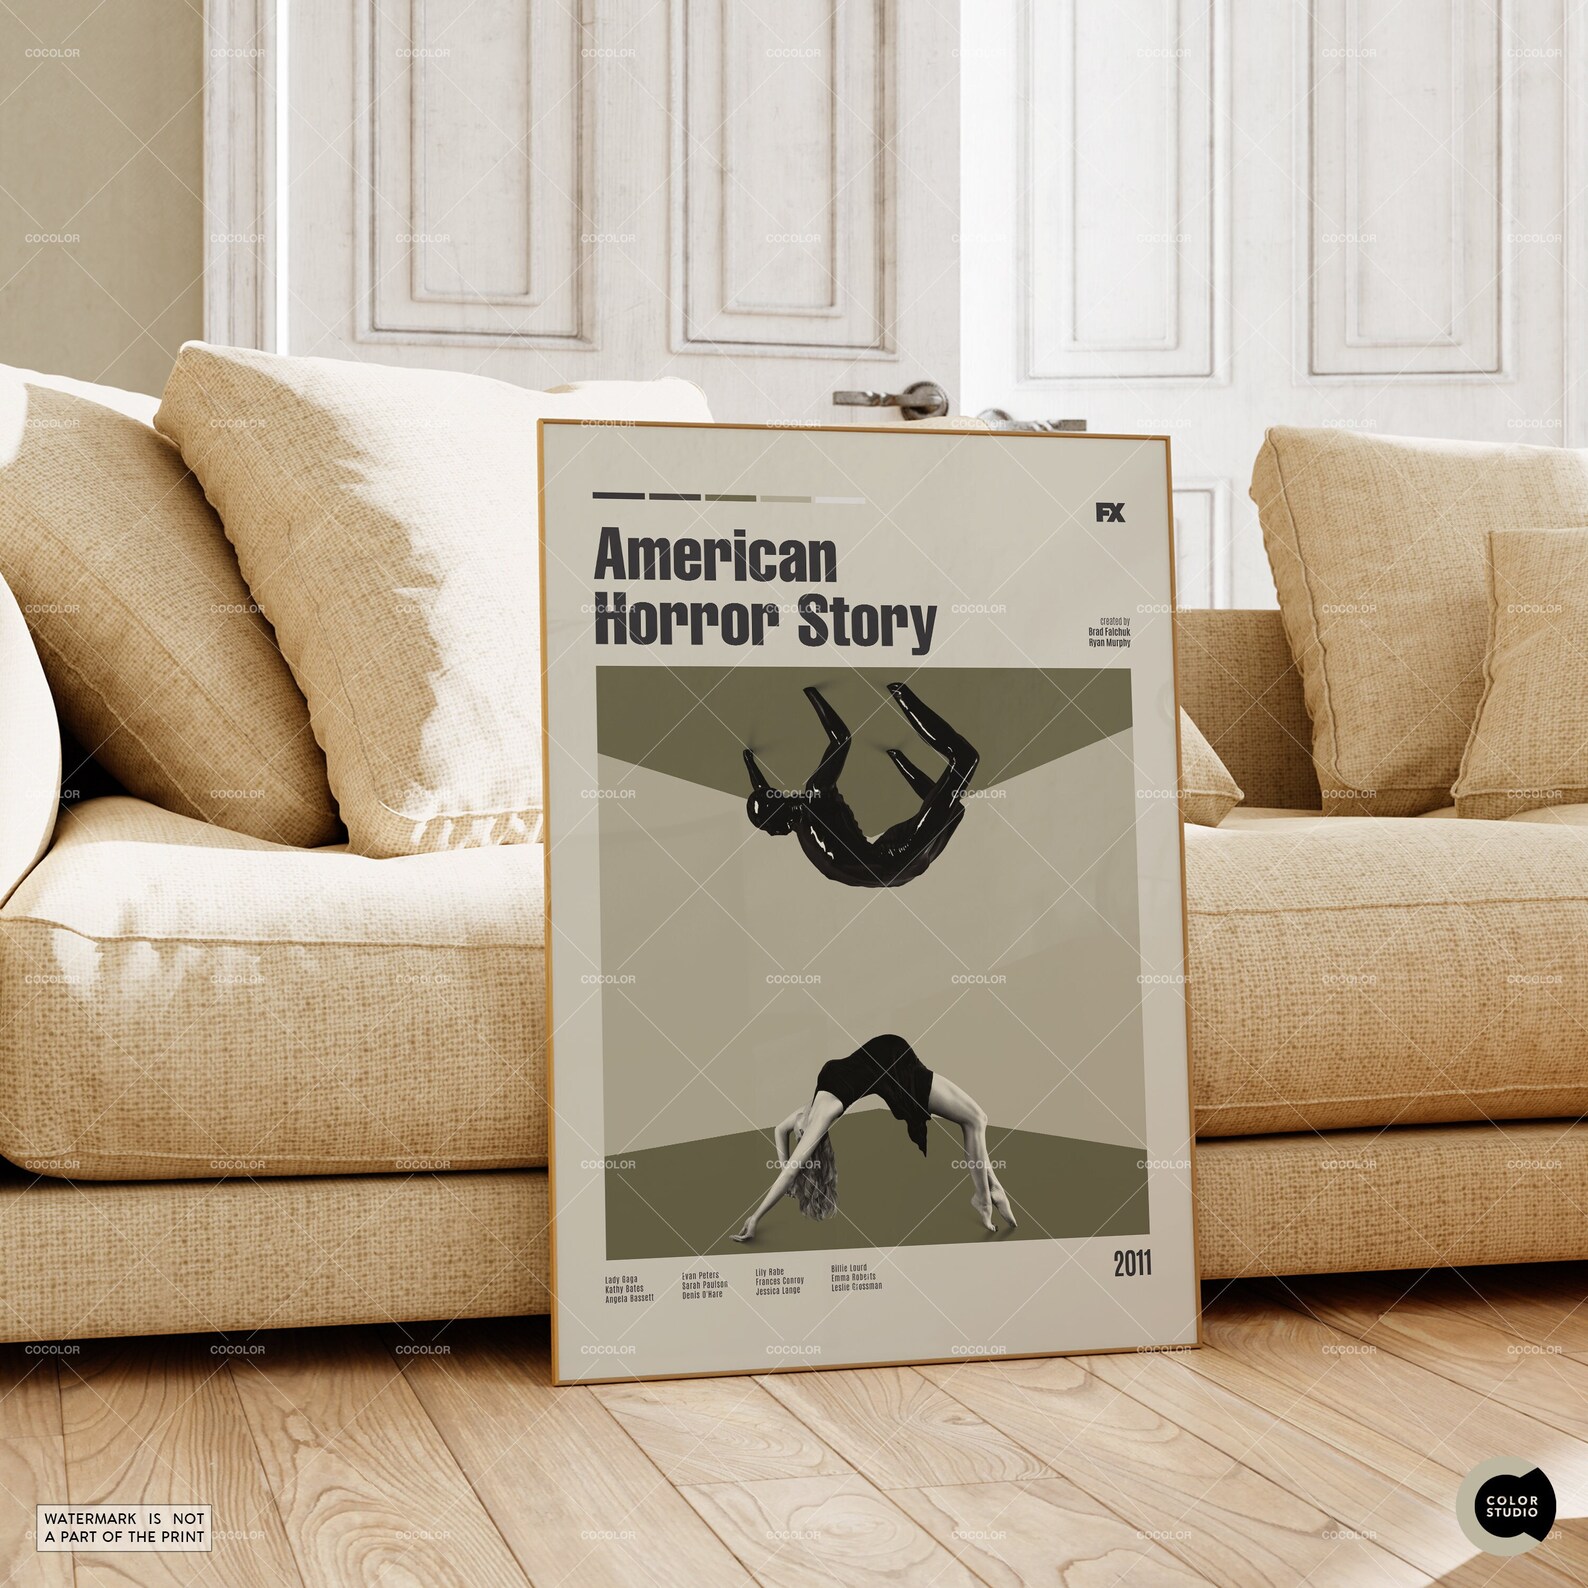 FX
American
Horror Story
created by
Brad Falchuk
Ryan Murphy
Lady Gaga
Kathy Bates
Angela Bassett
Evan Peters
Sarah Paulson
Denis O'Hare
Lily Rabe
Frances Conroy
Jessica Lange
Billie Lourd
Emma Roberts
Leslie Grossman
2011
WATERMARK IS NOT
A PART OF THE PRINT
COLOR
STUDIO
COCOLOR